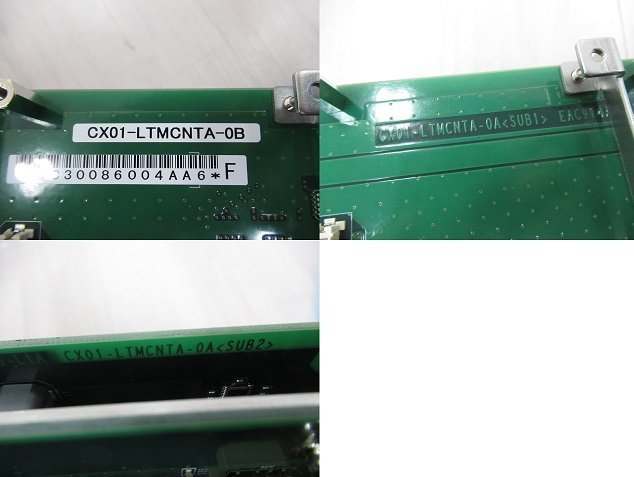 CX01-LTMCNTA-0B
30086004AA6*F
CX01-LTMCNTA-0A<SUB1>
CX01-LTMCNTA-0A<SUB2>